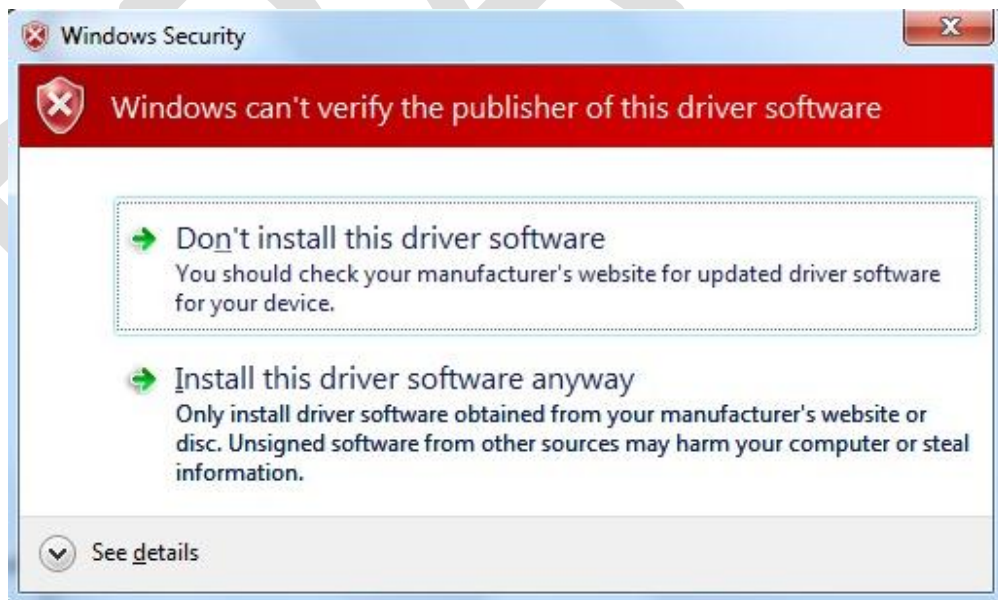 Windows Security
Windows can't verify the publisher of this driver software
Don't install this driver software
You should check your manufacturer's website for updated driver software
for your device.
Install this driver software anyway
Only install driver software obtained from your manufacturer's website or
disc. Unsigned software from other sources may harm your computer or steal
information.
See details